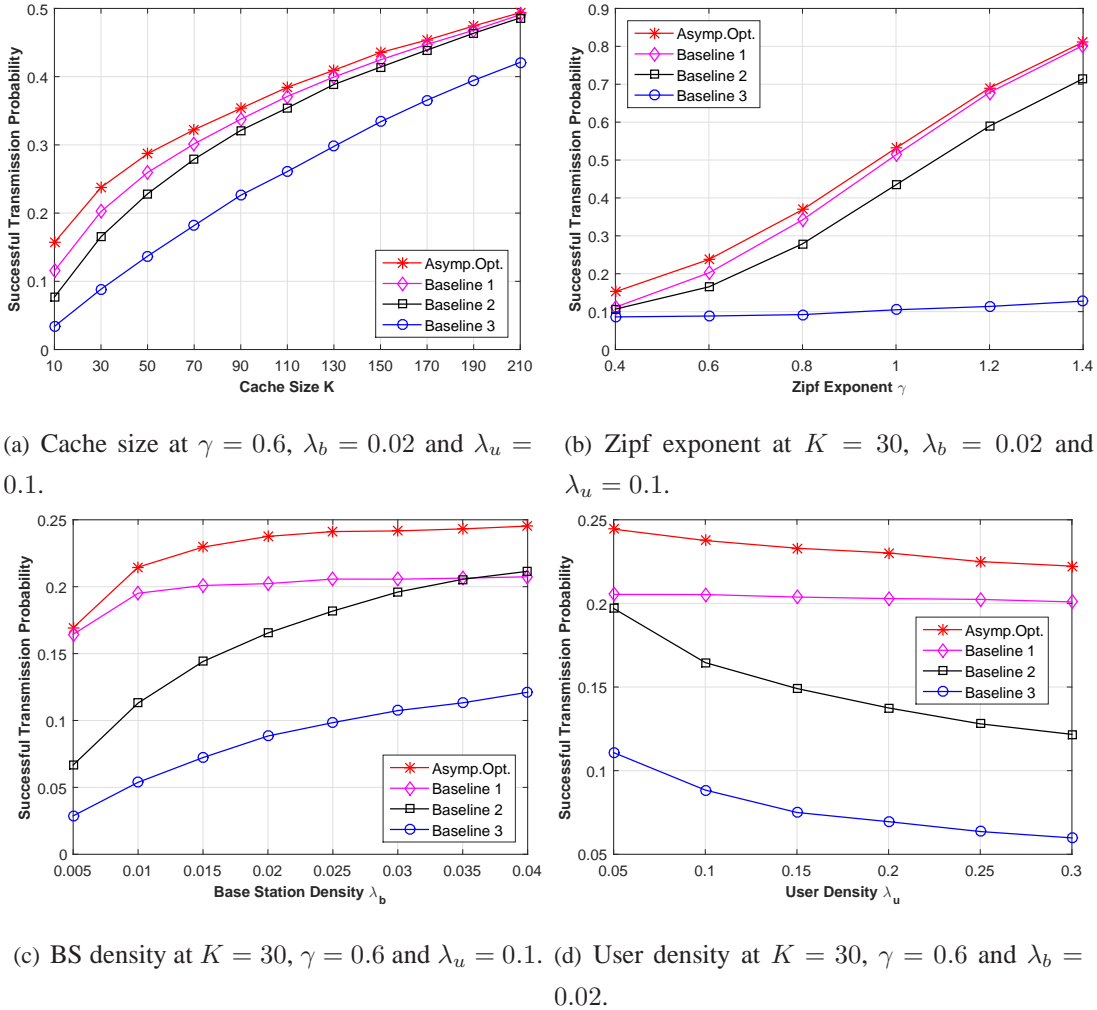 0.5
0.4
0.3
0.2
0.1
0
Successful Transmission Probability
10 30 50 70 90 110 130 150 170 190 210
Cache Size K
Asymp.Opt.
Baseline 1
Baseline 2
Baseline 3
0.9
0.8
0.7
0.6
0.5
0.4
0.3
0.2
0.1
0
Successful Transmission Probability
0.4 0.6 0.8 1 1.2 1.4
Zipf Exponent γ
Asymp.Opt.
Baseline 1
Baseline 2
Baseline 3
(a) Cache size at γ = 0.6, λ_b = 0.02 and λ_u =
0.1.
(b) Zipf exponent at K = 30, λ_b = 0.02 and
λ_u = 0.1.
0.25
0.2
0.15
0.1
0.05
0
Successful Transmission Probability
0.005 0.01 0.015 0.02 0.025 0.03 0.035 0.04
Base Station Density λ_b
Asymp.Opt.
Baseline 1
Baseline 2
Baseline 3
0.25
0.2
0.15
0.1
0.05
Successful Transmission Probability
0.05 0.1 0.15 0.2 0.25 0.3
User Density λ_u
Asymp.Opt.
Baseline 1
Baseline 2
Baseline 3
(c) BS density at K = 30, γ = 0.6 and λ_u = 0.1.
(d) User density at K = 30, γ = 0.6 and λ_b =
0.02.